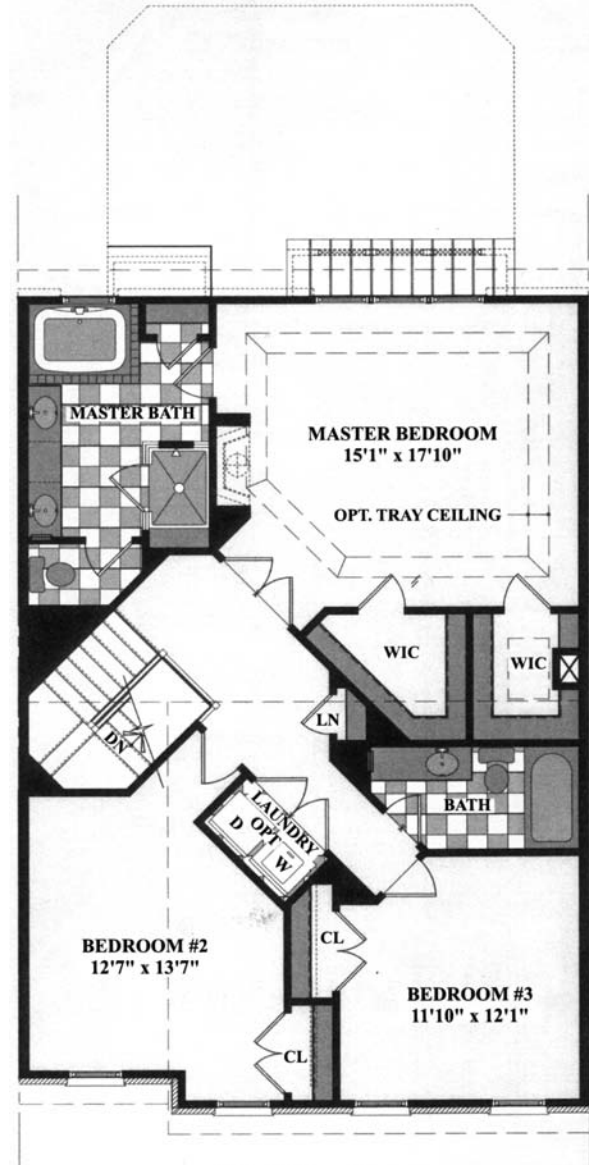 MASTER BATH
MASTER BEDROOM
15'1" x 17'10"
OPT. TRAY CEILING
WIC
WIC
LN
DN
BATH
LAUNDRY
OPT
D
W
CL
BEDROOM #2
12'7" x 13'7"
BEDROOM #3
11'10" x 12'1"
CL